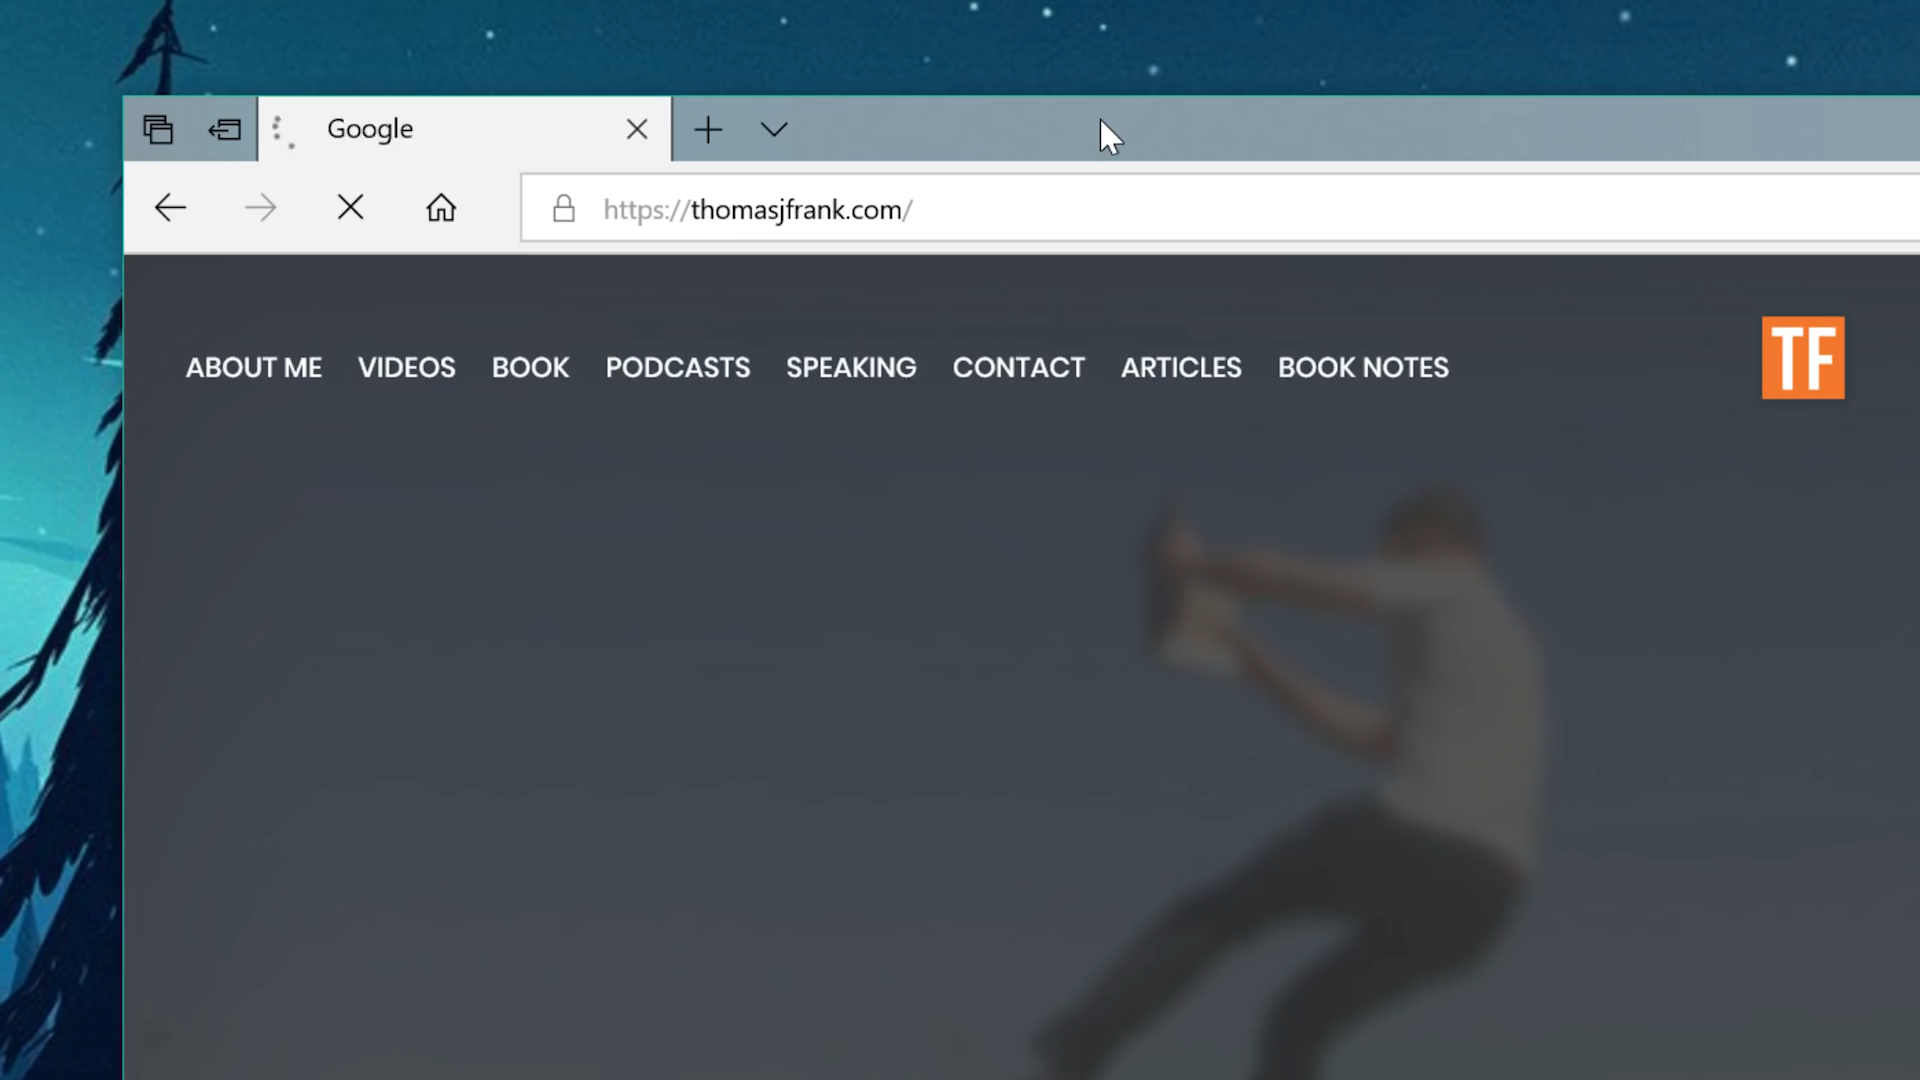 Google
https://thomasjfrank.com/
ABOUT ME VIDEOS BOOK PODCASTS SPEAKING CONTACT ARTICLES BOOK NOTES
TF